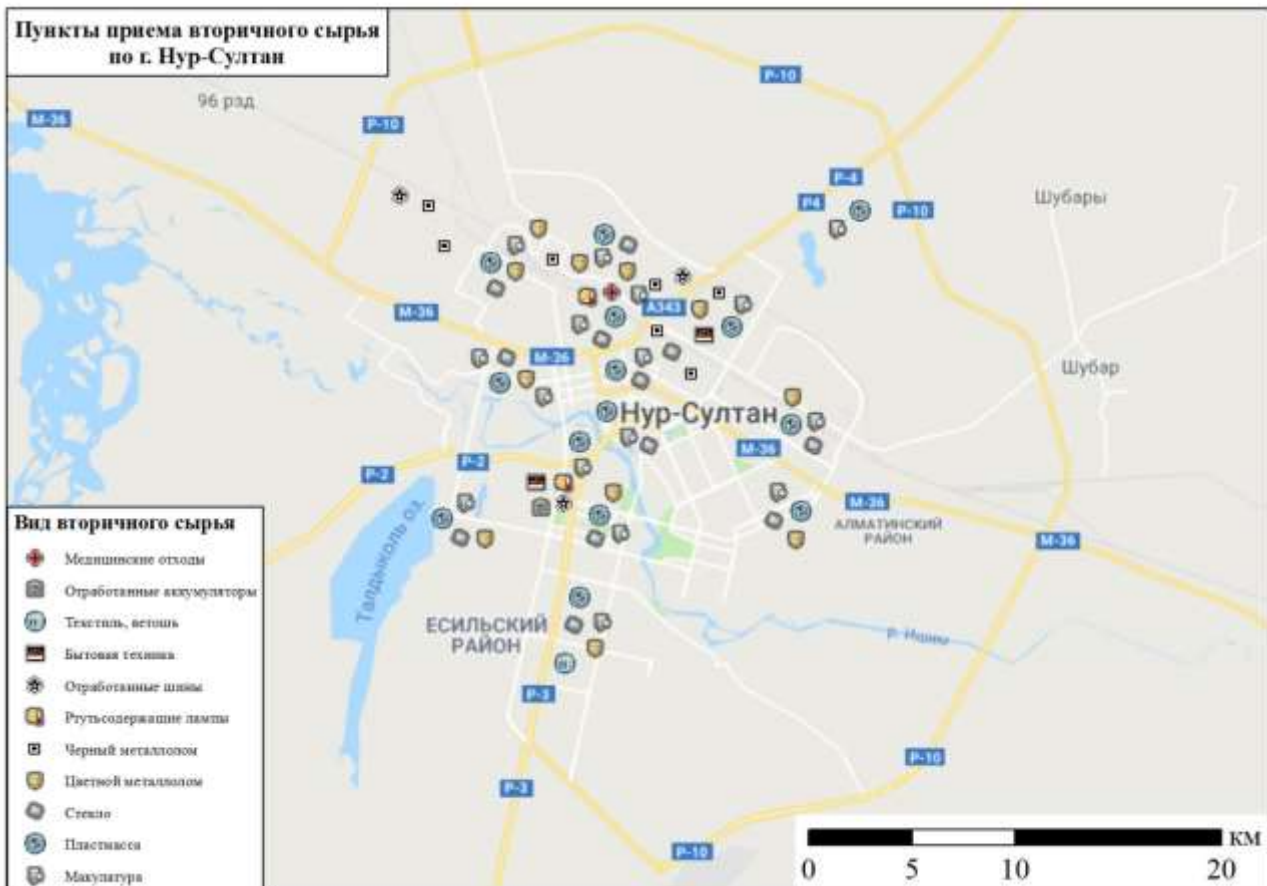 Пункты приема вторичного сырья
по г. Нур-Султан
96 рзд
М-36
Р-10
Р-10
Р-4
Р4
Р-10
Шубары
М-36
А343
М-36
Шубар
Нур-Султан
М-36
Р-2
Р-2
М-36
АЛМАТИНСКИЙ
РАЙОН
М-36
Талдыколь оз.
ЕСИЛЬСКИЙ
РАЙОН
р. Ишим
Р-3
Р-3
Р-10
Р-10
Вид вторичного сырья
Медицинские отходы
Отработанные аккумуляторы
Текстиль, ветошь
Бытовая техника
Отработанные шины
Ртутьсодержащие лампы
Черный металлолом
Цветной металлолом
Стекло
Пластмасса
Макулатура
КМ
0 5 10 20